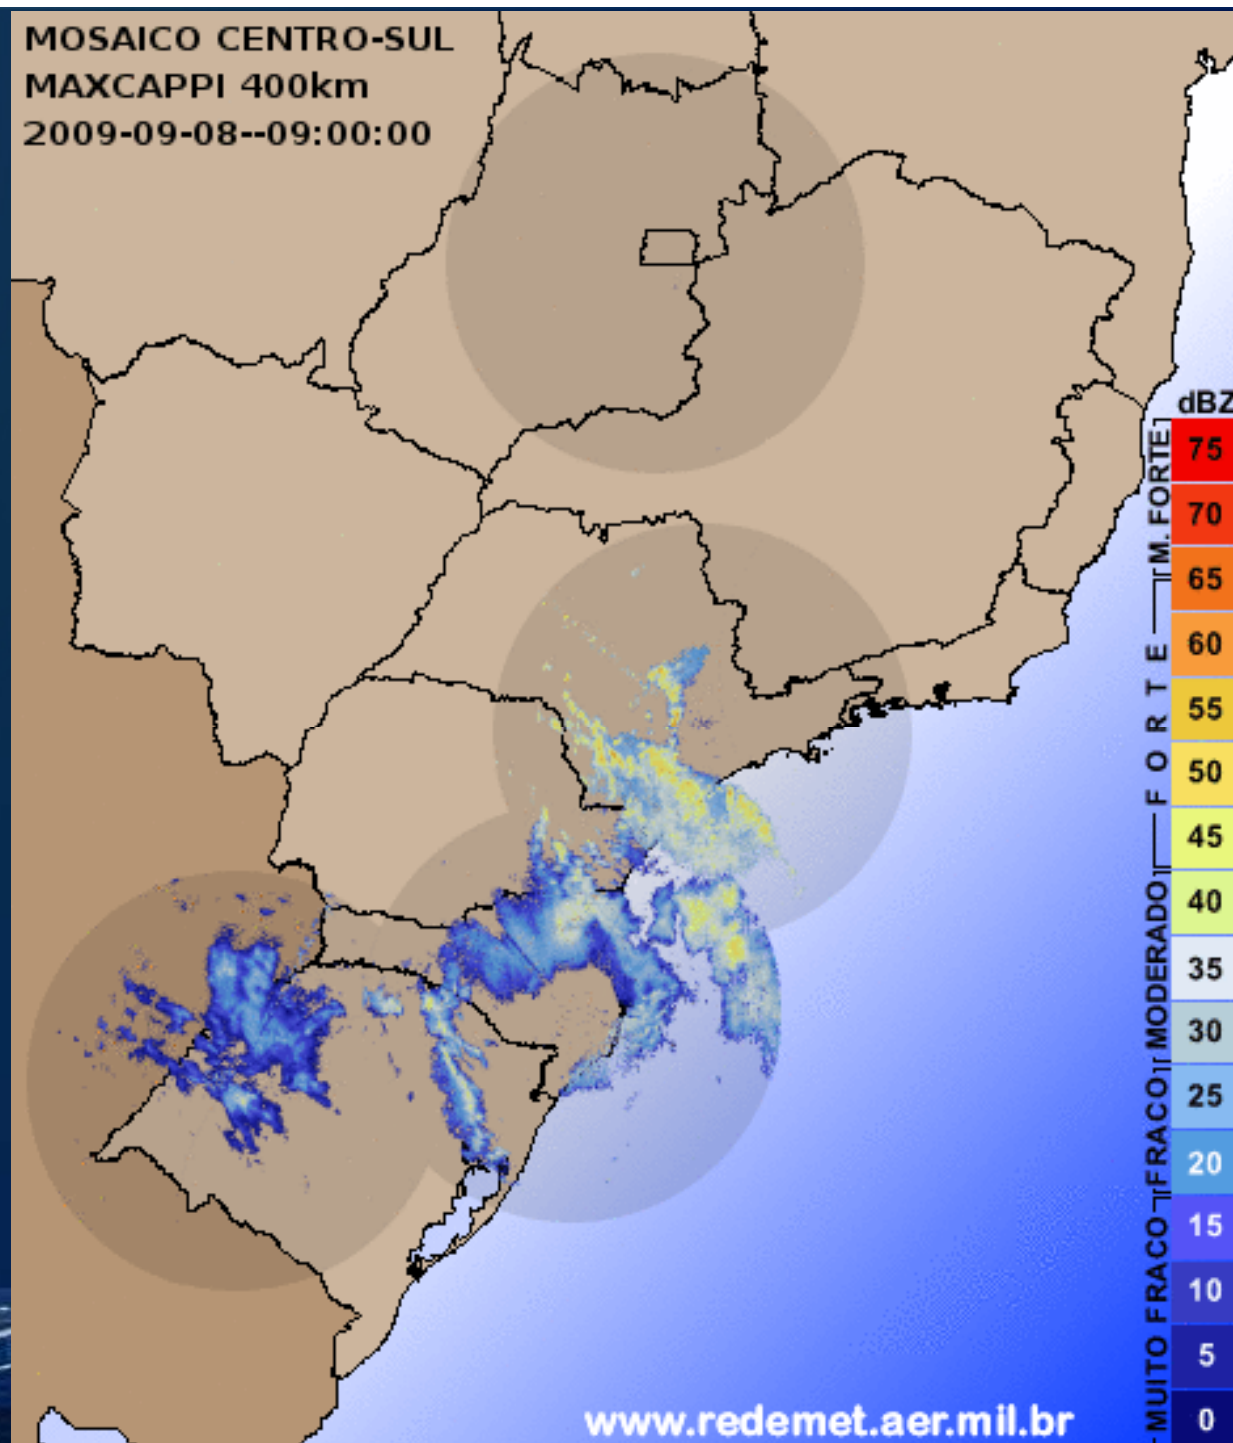 MOSAICO CENTRO-SUL
MAXCAPPI 400km
2009-09-08--09:00:00
dBZ
75
70
65
60
55
50
45
40
35
30
25
20
15
10
5
0
M. FORTE
FORTE
MODERADO
FRACO
MUITO FRACO
www.redemet.aer.mil.br